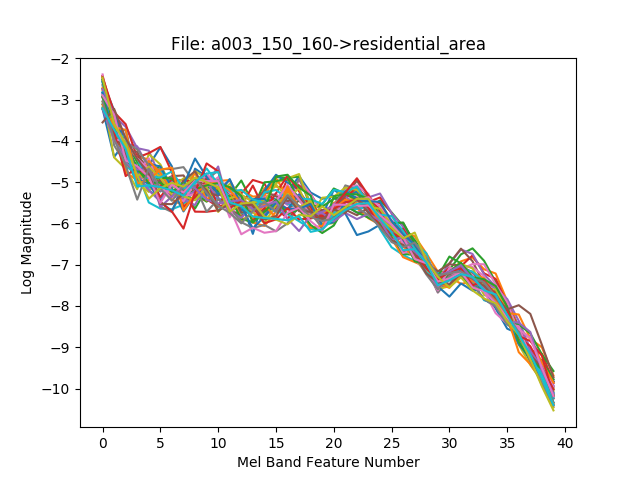 File: a003_150_160->residential_area
−2
−3
−4
−5
−6
−7
−8
−9
−10
Log Magnitude
0 5 10 15 20 25 30 35 40
Mel Band Feature Number